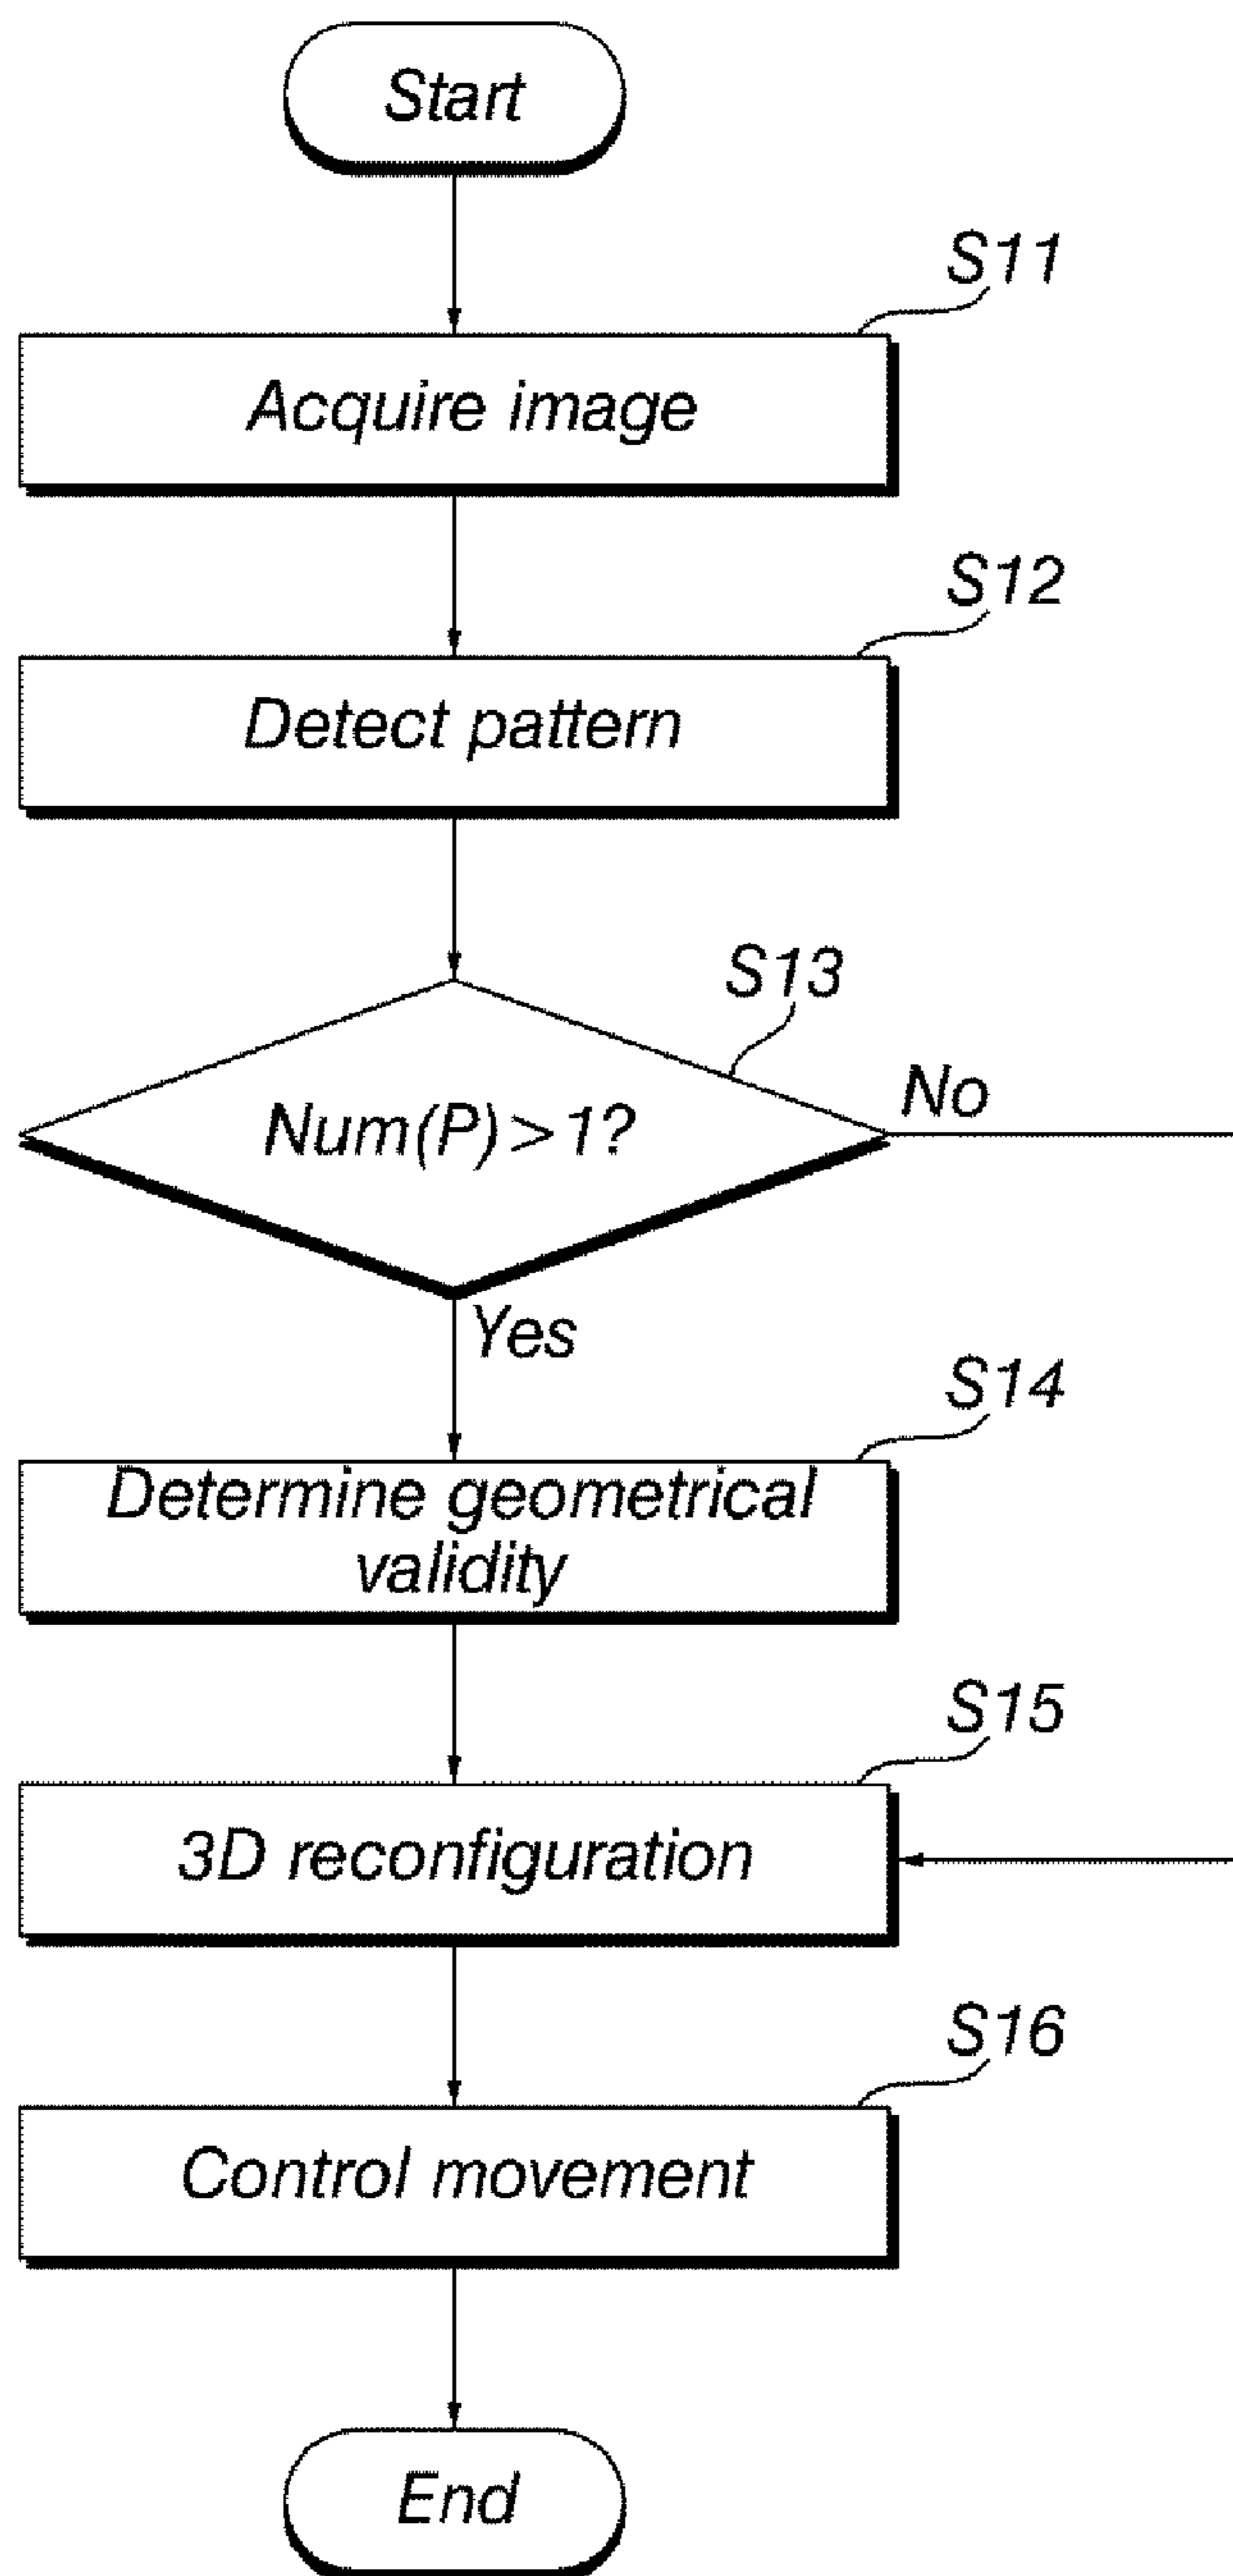 Start
S11
Acquire image
S12
Detect pattern
S13
Num(P)>1?
No
Yes
S14
Determine geometrical
validity
S15
3D reconfiguration
S16
Control movement
End